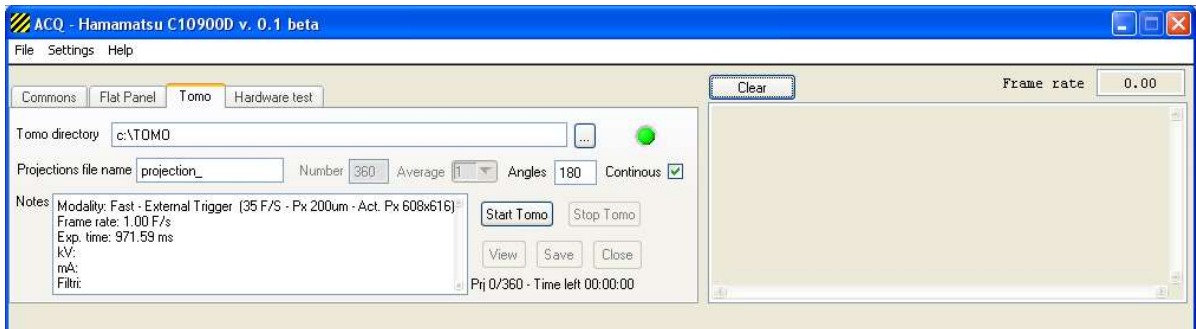 ACQ - Hamamatsu C10900D v. 0.1 beta
File Settings Help
Commons Flat Panel Tomo Hardware test
Clear Frame rate 0.00
Tomo directory c:\TOMO ...
Projections file name projection_ Number 360 Average 1 Angles 180 Continous
Notes
Modality: Fast - External Trigger (35 F/S - Px 200um - Act. Px 608x616)
Frame rate: 1.00 F/s
Exp. time: 971.59 ms
kV:
mA:
Filtri:
Start Tomo Stop Tomo
View Save Close
Prj 0/360 - Time left 00:00:00